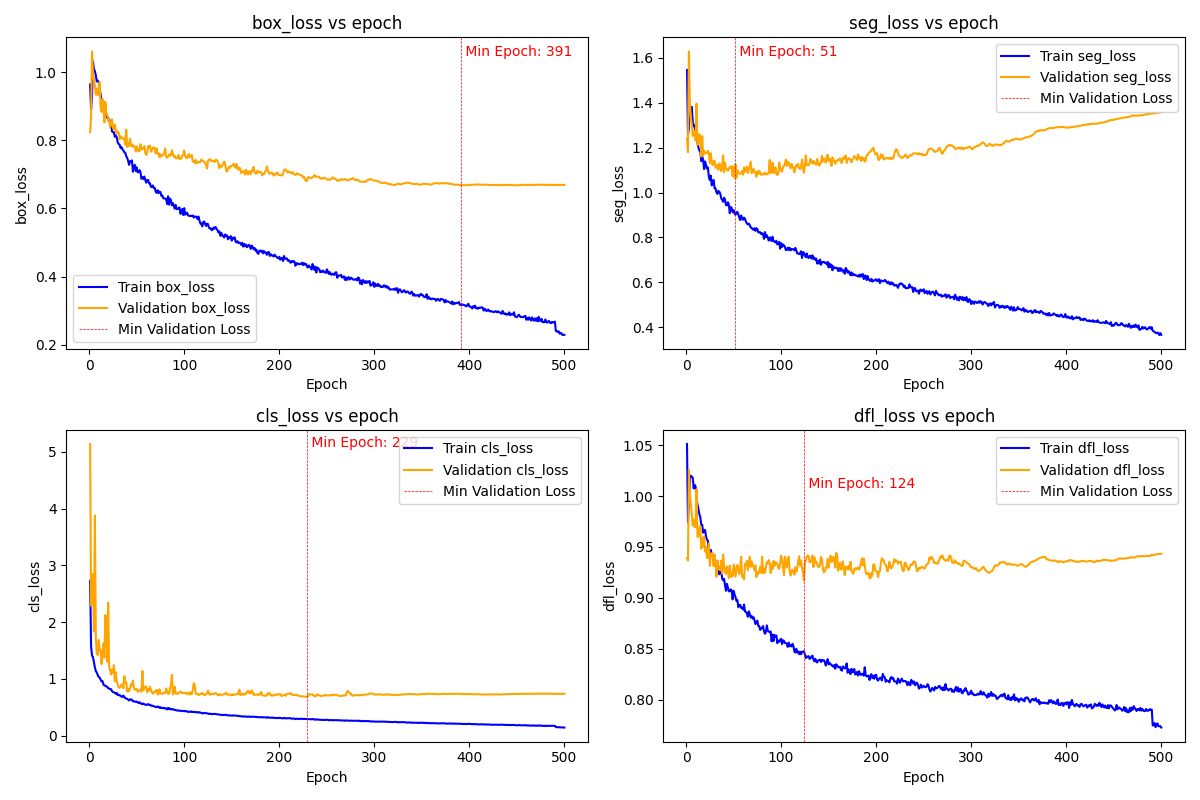 box_loss vs epoch
Min Epoch: 391
1.0
0.8
0.6
0.4
0.2
box_loss
Train box_loss
Validation box_loss
Min Validation Loss
0 100 200 300 400 500
Epoch
seg_loss vs epoch
Min Epoch: 51
Train seg_loss
Validation seg_loss
Min Validation Loss
1.6
1.4
1.2
1.0
0.8
0.6
0.4
seg_loss
0 100 200 300 400 500
Epoch
cls_loss vs epoch
Min Epoch: 229
Train cls_loss
Validation cls_loss
Min Validation Loss
5
4
3
2
1
0
cls_loss
0 100 200 300 400 500
Epoch
dfl_loss vs epoch
Min Epoch: 124
Train dfl_loss
Validation dfl_loss
Min Validation Loss
1.05
1.00
0.95
0.90
0.85
0.80
dfl_loss
0 100 200 300 400 500
Epoch